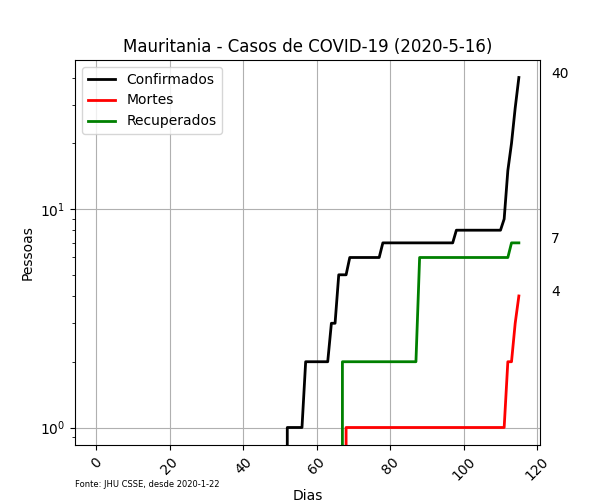 Mauritania - Casos de COVID-19 (2020-5-16)
Confirmados
Mortes
Recuperados
40
7
4
10¹
10⁰
Pessoas
0 20 40 60 80 100 120
Fonte: JHU CSSE, desde 2020-1-22
Dias